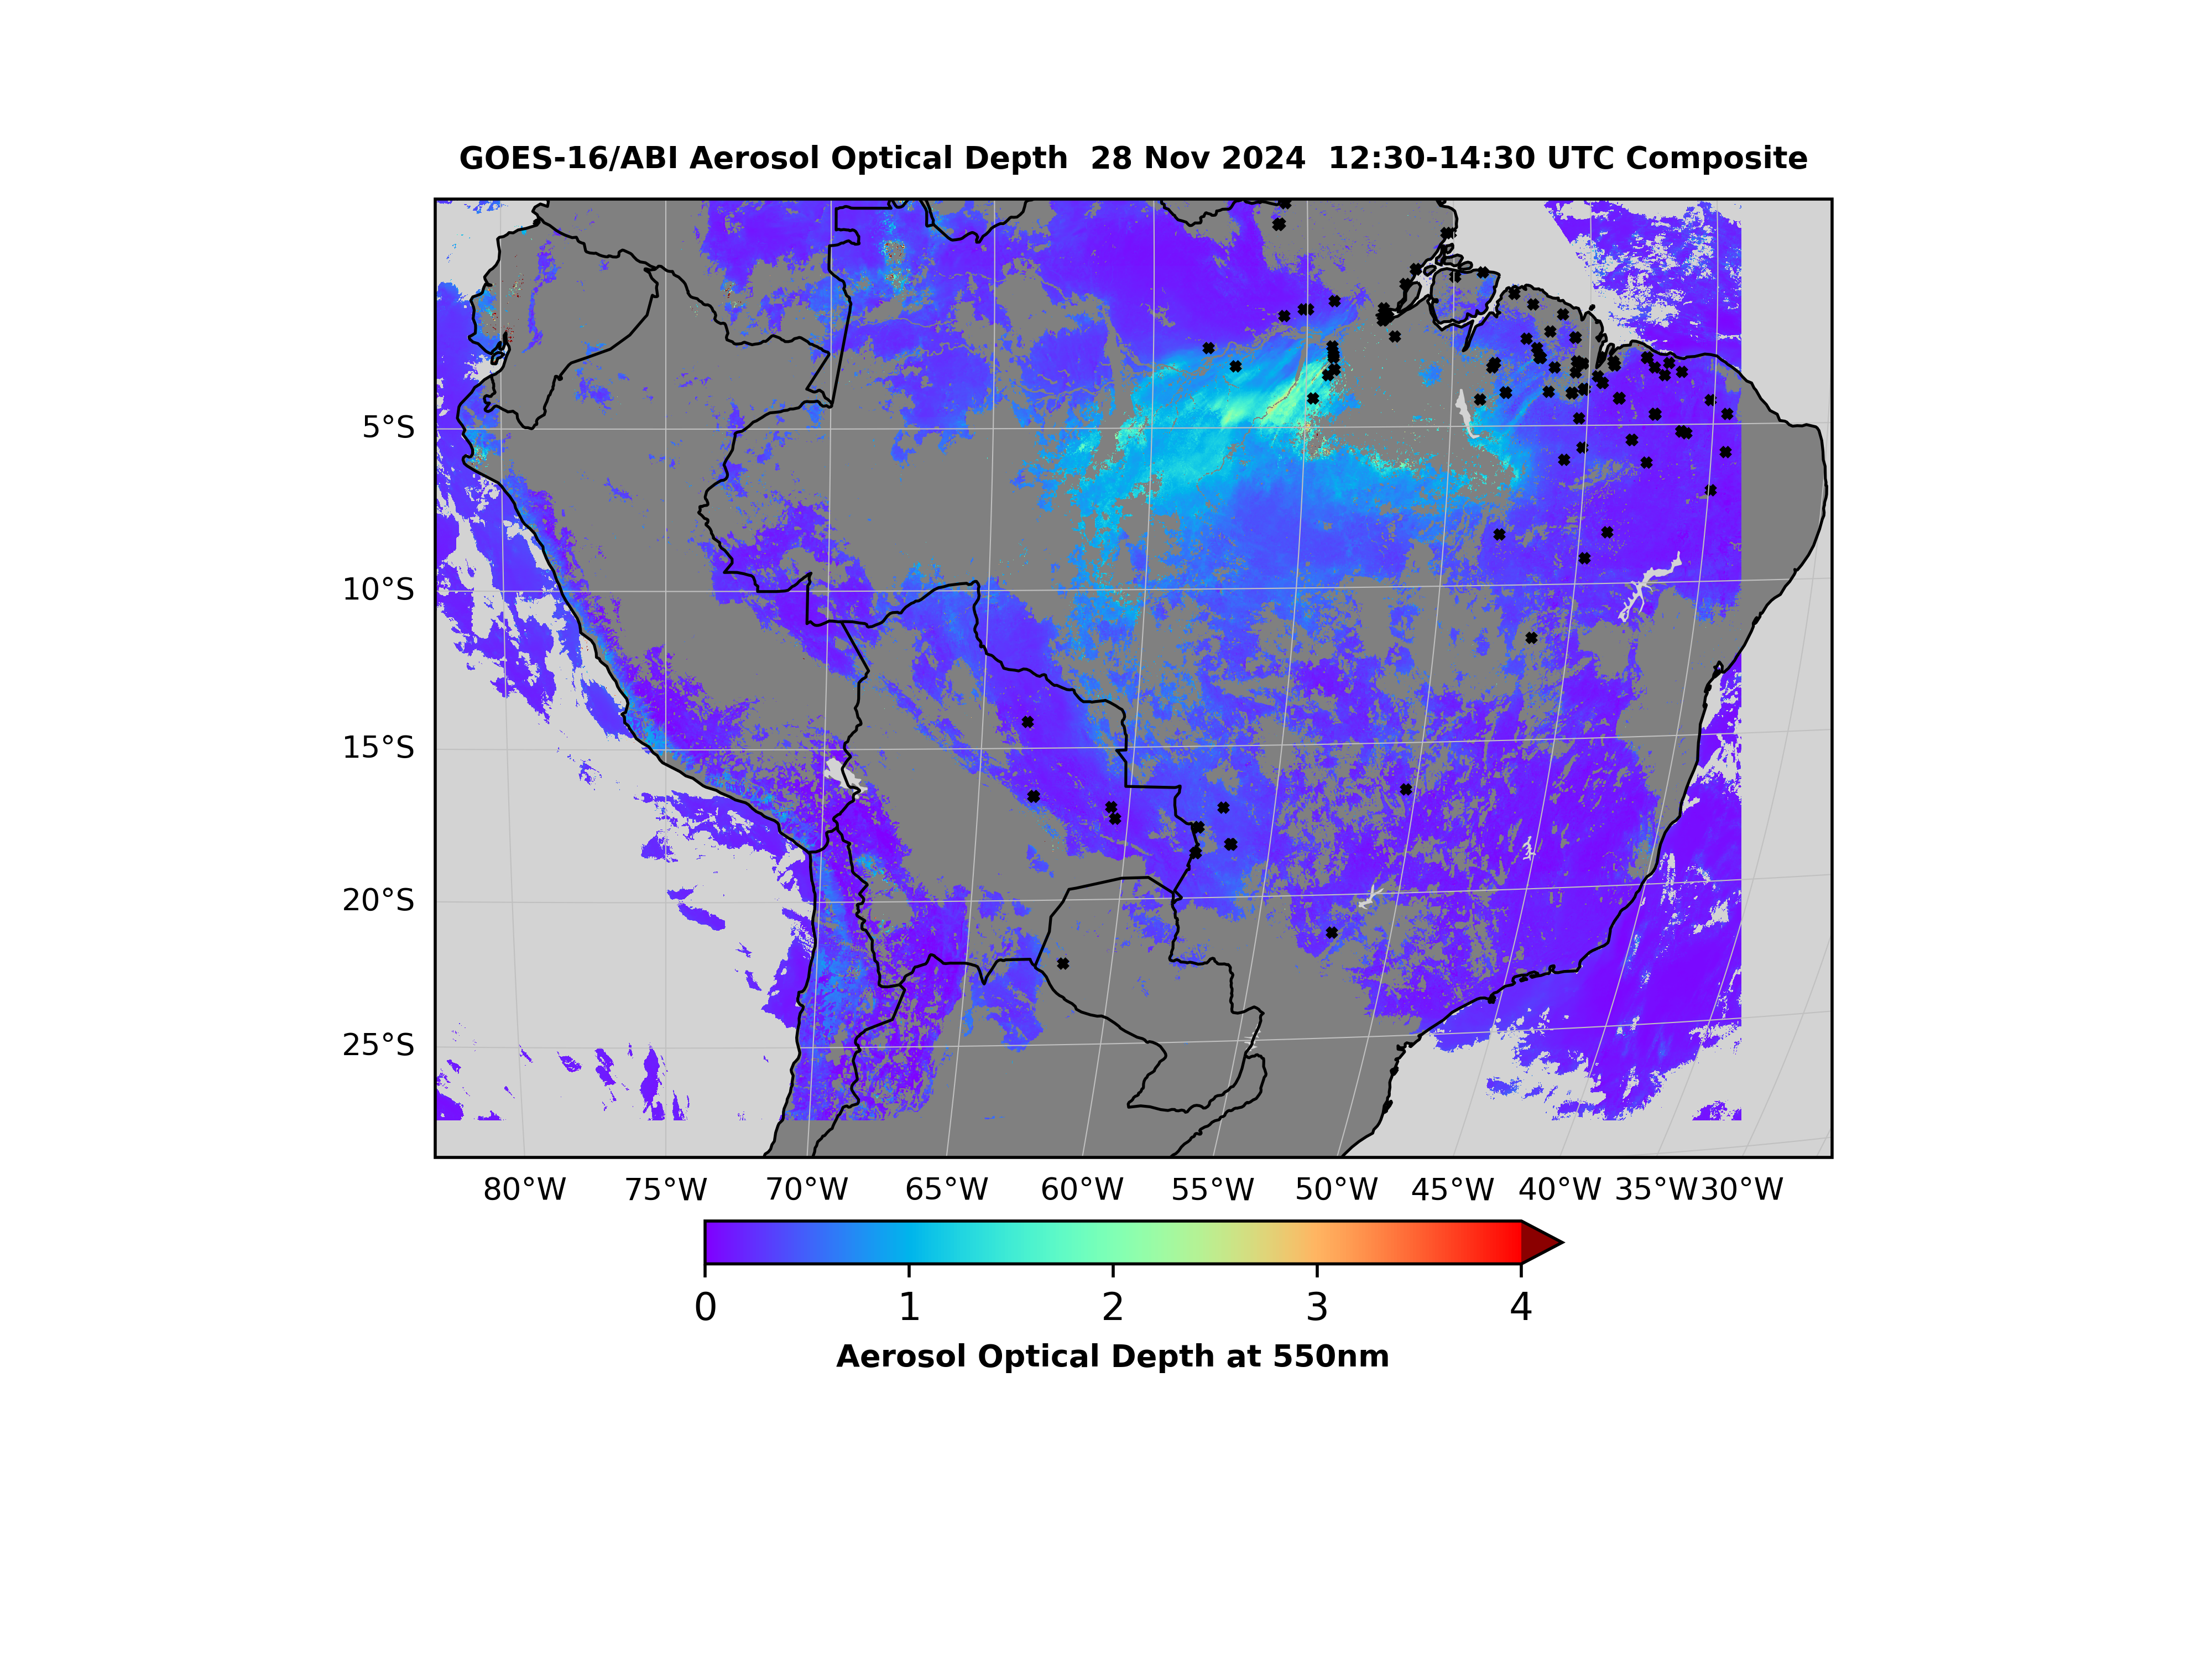 GOES-16/ABI Aerosol Optical Depth  28 Nov 2024  12:30-14:30 UTC Composite
5°S
10°S
15°S
20°S
25°S
80°W 75°W 70°W 65°W 60°W 55°W 50°W 45°W 40°W 35°W 30°W
0 1 2 3 4
Aerosol Optical Depth at 550nm